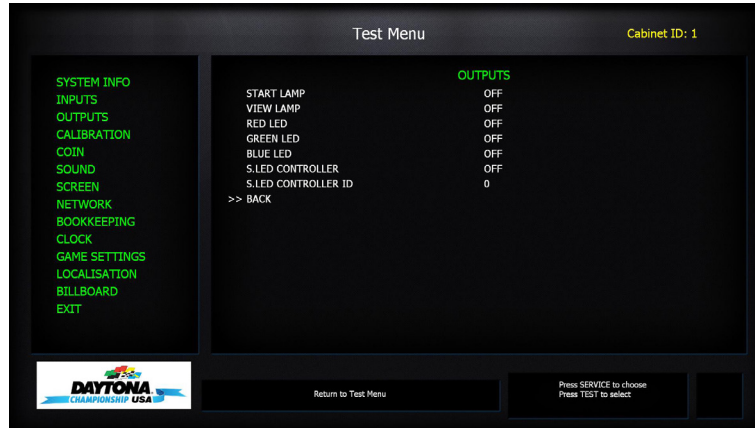 Test Menu
Cabinet ID: 1
SYSTEM INFO
INPUTS
OUTPUTS
CALIBRATION
COIN
SOUND
SCREEN
NETWORK
BOOKKEEPING
CLOCK
GAME SETTINGS
LOCALISATION
BILLBOARD
EXIT
OUTPUTS
START LAMP OFF
VIEW LAMP OFF
RED LED OFF
GREEN LED OFF
BLUE LED OFF
S.LED CONTROLLER OFF
S.LED CONTROLLER ID 0
>> BACK
DAYTONA
CHAMPIONSHIP USA
Return to Test Menu
Press SERVICE to choose
Press TEST to select